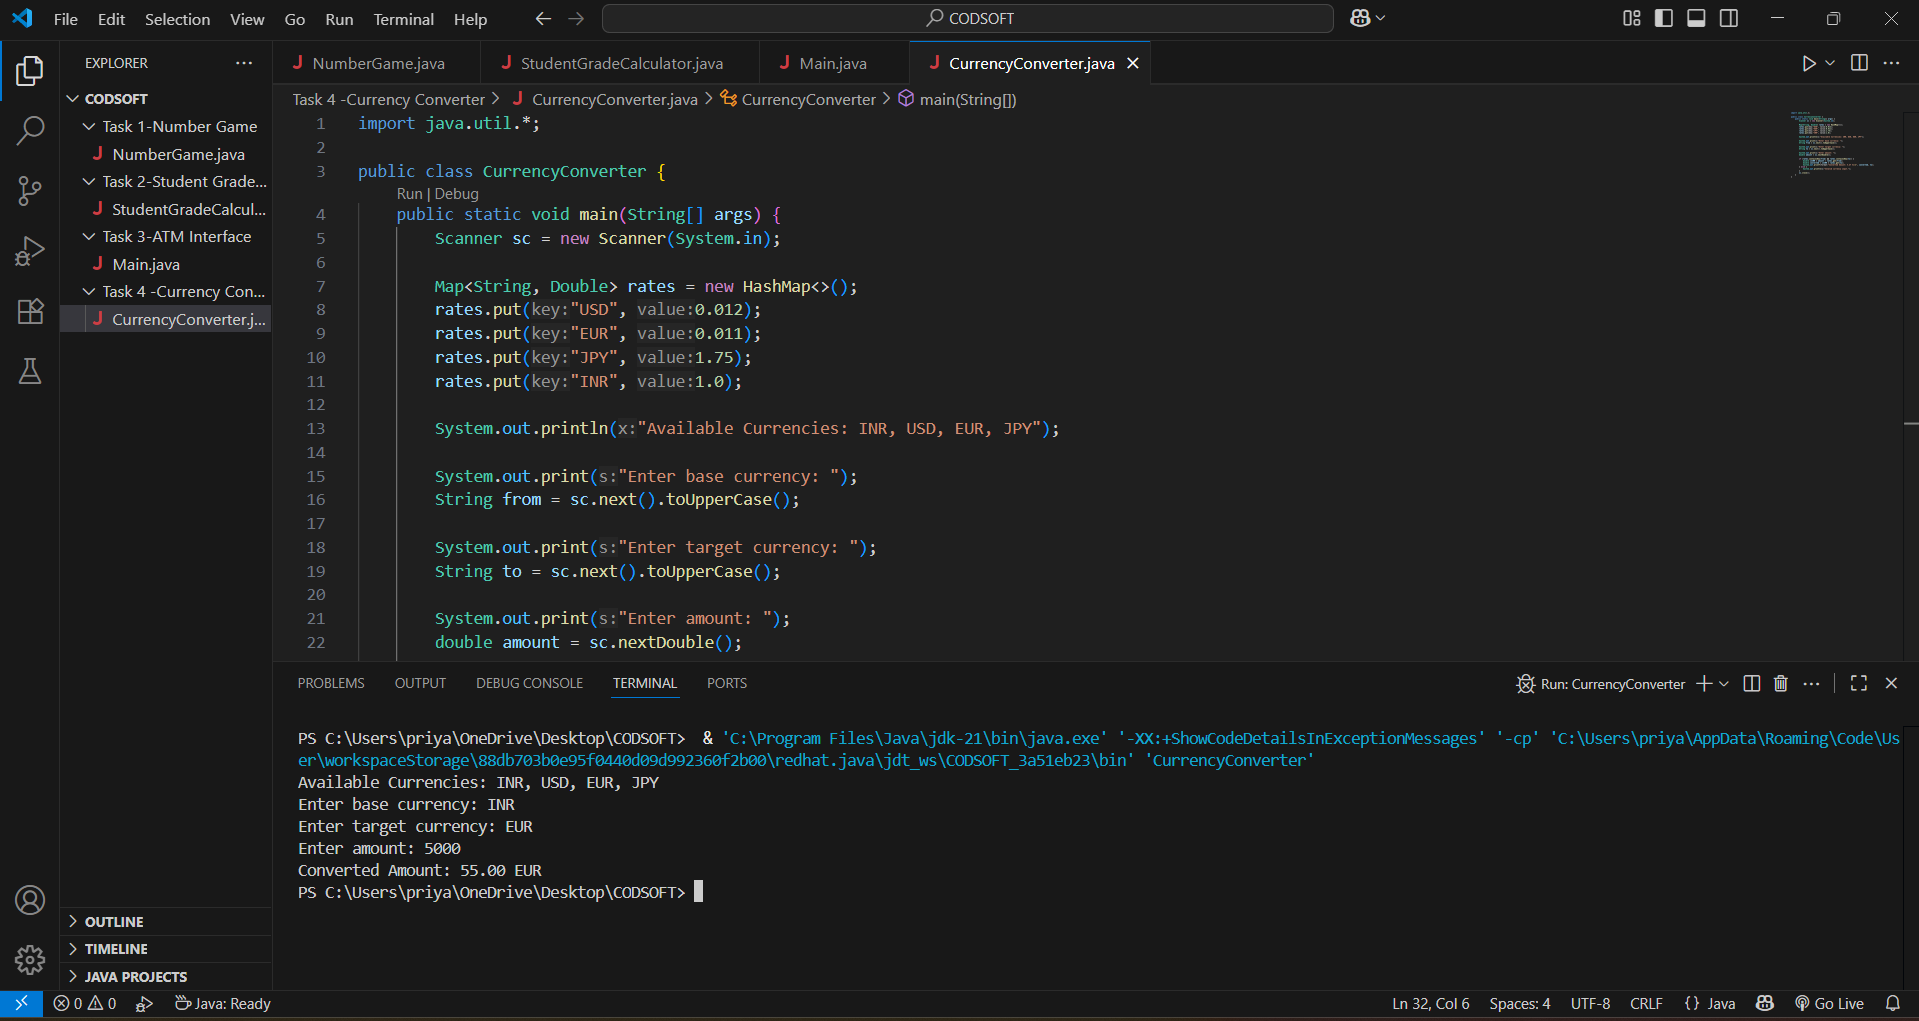 File Edit Selection View Go Run Terminal Help
CODSOFT
EXPLORER
CODSOFT
Task 1-Number Game
NumberGame.java
Task 2-Student Grade...
StudentGradeCalcul...
Task 3-ATM Interface
Main.java
Task 4 -Currency Con...
CurrencyConverter.j...
OUTLINE
TIMELINE
JAVA PROJECTS
NumberGame.java StudentGradeCalculator.java Main.java CurrencyConverter.java
Task 4 -Currency Converter > CurrencyConverter.java > CurrencyConverter > main(String[])
1 import java.util.*;
2
3 public class CurrencyConverter {
Run | Debug
4 public static void main(String[] args) {
5 Scanner sc = new Scanner(System.in);
6
7 Map<String, Double> rates = new HashMap<>();
8 rates.put(key:"USD", value:0.012);
9 rates.put(key:"EUR", value:0.011);
10 rates.put(key:"JPY", value:1.75);
11 rates.put(key:"INR", value:1.0);
12
13 System.out.println(x:"Available Currencies: INR, USD, EUR, JPY");
14
15 System.out.print(s:"Enter base currency: ");
16 String from = sc.next().toUpperCase();
17
18 System.out.print(s:"Enter target currency: ");
19 String to = sc.next().toUpperCase();
20
21 System.out.print(s:"Enter amount: ");
22 double amount = sc.nextDouble();
PROBLEMS OUTPUT DEBUG CONSOLE TERMINAL PORTS
Run: CurrencyConverter
PS C:\Users\priya\OneDrive\Desktop\CODSOFT> & 'C:\Program Files\Java\jdk-21\bin\java.exe' '-XX:+ShowCodeDetailsInExceptionMessages' '-cp' 'C:\Users\priya\AppData\Roaming\Code\Us
er\workspaceStorage\88db703b0e95f0440d09d992360f2b00\redhat.java\jdt_ws\CODSOFT_3a51eb23\bin' 'CurrencyConverter'
Available Currencies: INR, USD, EUR, JPY
Enter base currency: INR
Enter target currency: EUR
Enter amount: 5000
Converted Amount: 55.00 EUR
PS C:\Users\priya\OneDrive\Desktop\CODSOFT>
0 0 Java: Ready
Ln 32, Col 6 Spaces: 4 UTF-8 CRLF {} Java Go Live